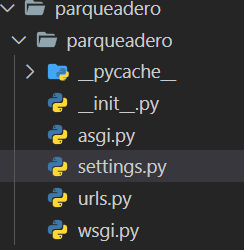 parqueadero
parqueadero
__pycache__
__init__.py
asgi.py
settings.py
urls.py
wsgi.py